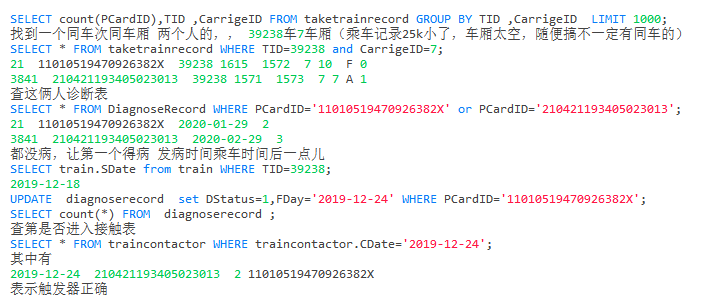 SELECT count(PCardID),TID ,CarrigeID FROM taketrainrecord GROUP BY TID ,CarrigeID  LIMIT 1000;
找到一个同车次同车厢 两个人的，， 39238车7车厢（乘车记录25k小了，车厢太空，随便搞不一定有同车的）
SELECT * FROM taketrainrecord WHERE TID=39238 and CarrigeID=7;
21  11010519470926382X  39238 1615  1572  7 10  F 0
3841  210421193405023013  39238 1571  1573  7 7 A 1
查这俩人诊断表
SELECT * FROM DiagnoseRecord WHERE PCardID='11010519470926382X' or PCardID='210421193405023013';
21  11010519470926382X  2020-01-29  2
3841  210421193405023013  2020-02-29  3
都没病，让第一个得病 发病时间乘车时间后一点儿
SELECT train.SDate from train WHERE TID=39238;
2019-12-18
UPDATE  diagnoserecord  set DStatus=1,FDay='2019-12-24' WHERE PCardID='11010519470926382X';
SELECT count(*) FROM  diagnoserecord ;
查第是否进入接触表
SELECT * FROM traincontactor WHERE traincontactor.CDate='2019-12-24';
其中有
2019-12-24  210421193405023013  2 11010519470926382X
表示触发器正确